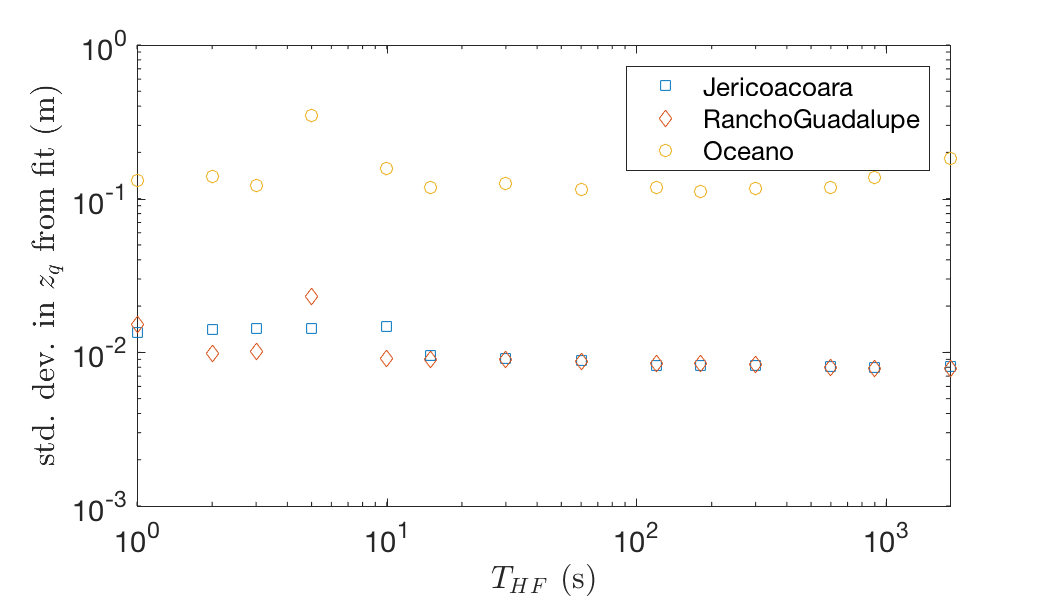 10^0
10^-1
10^-2
10^-3
std. dev. in z_q from fit (m)
Jericoacoara
RanchoGuadalupe
Oceano
10^0 10^1 10^2 10^3
T_HF (s)